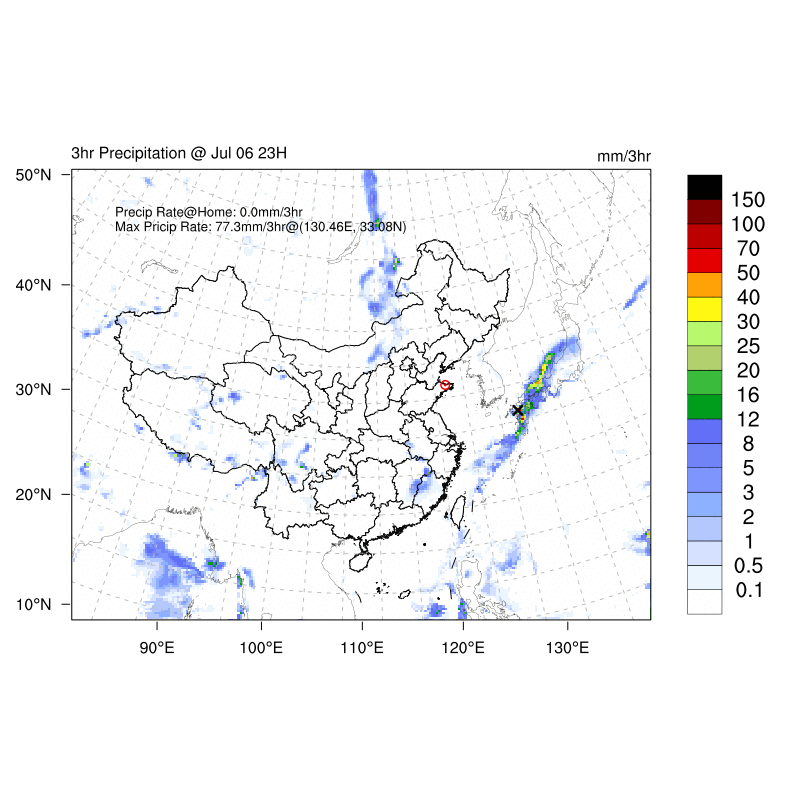 3hr Precipitation @ Jul 06 23H
mm/3hr
Precip Rate@Home: 0.0mm/3hr
Max Pricip Rate: 77.3mm/3hr@(130.46E, 33.08N)
50°N
40°N
30°N
20°N
10°N
90°E
100°E
110°E
120°E
130°E
150
100
70
50
40
30
25
20
16
12
8
5
3
2
1
0.5
0.1